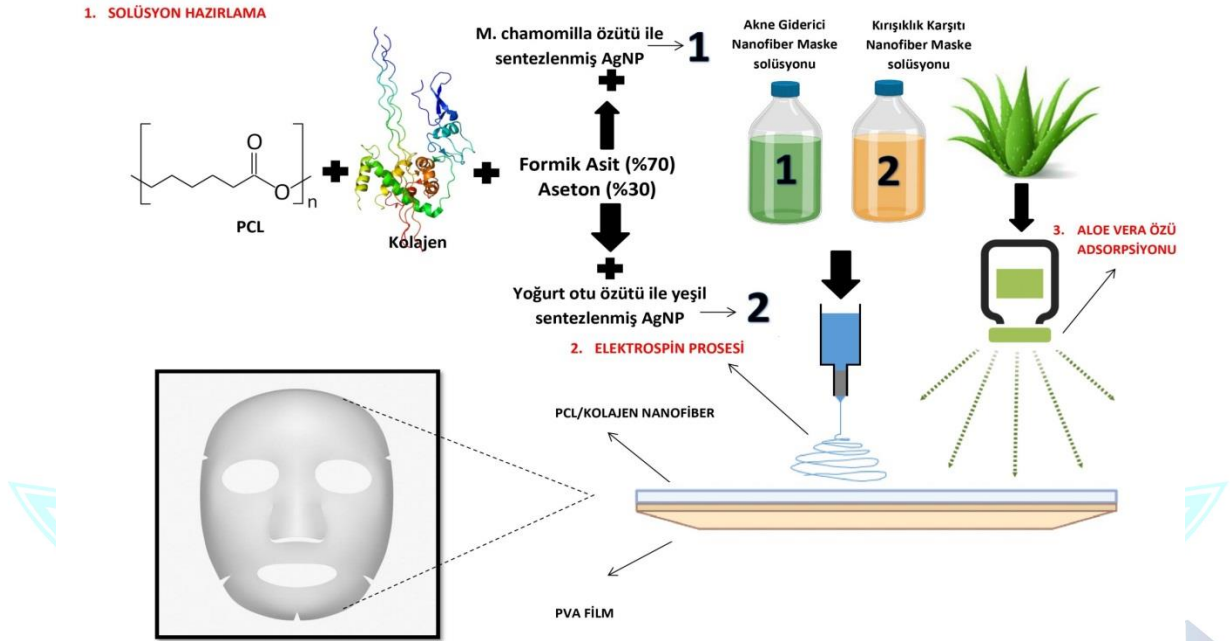 1. SOLÜSYON HAZIRLAMA
O
O
n
PCL
Kolajen
M. chamomilla özütü ile
sentezlenmiş AgNP
1
Formik Asit (%70)
Aseton (%30)
Yoğurt otu özütü ile yeşil
sentezlenmiş AgNP
2
Akne Giderici
Nanofiber Maske
solüsyonu
Kırışıklık Karşıtı
Nanofiber Maske
solüsyonu
1
2
3. ALOE VERA ÖZÜ
ADSORPSİYONU
2. ELEKTROSPİN PROSESİ
PCL/KOLAJEN NANOFİBER
PVA FİLM